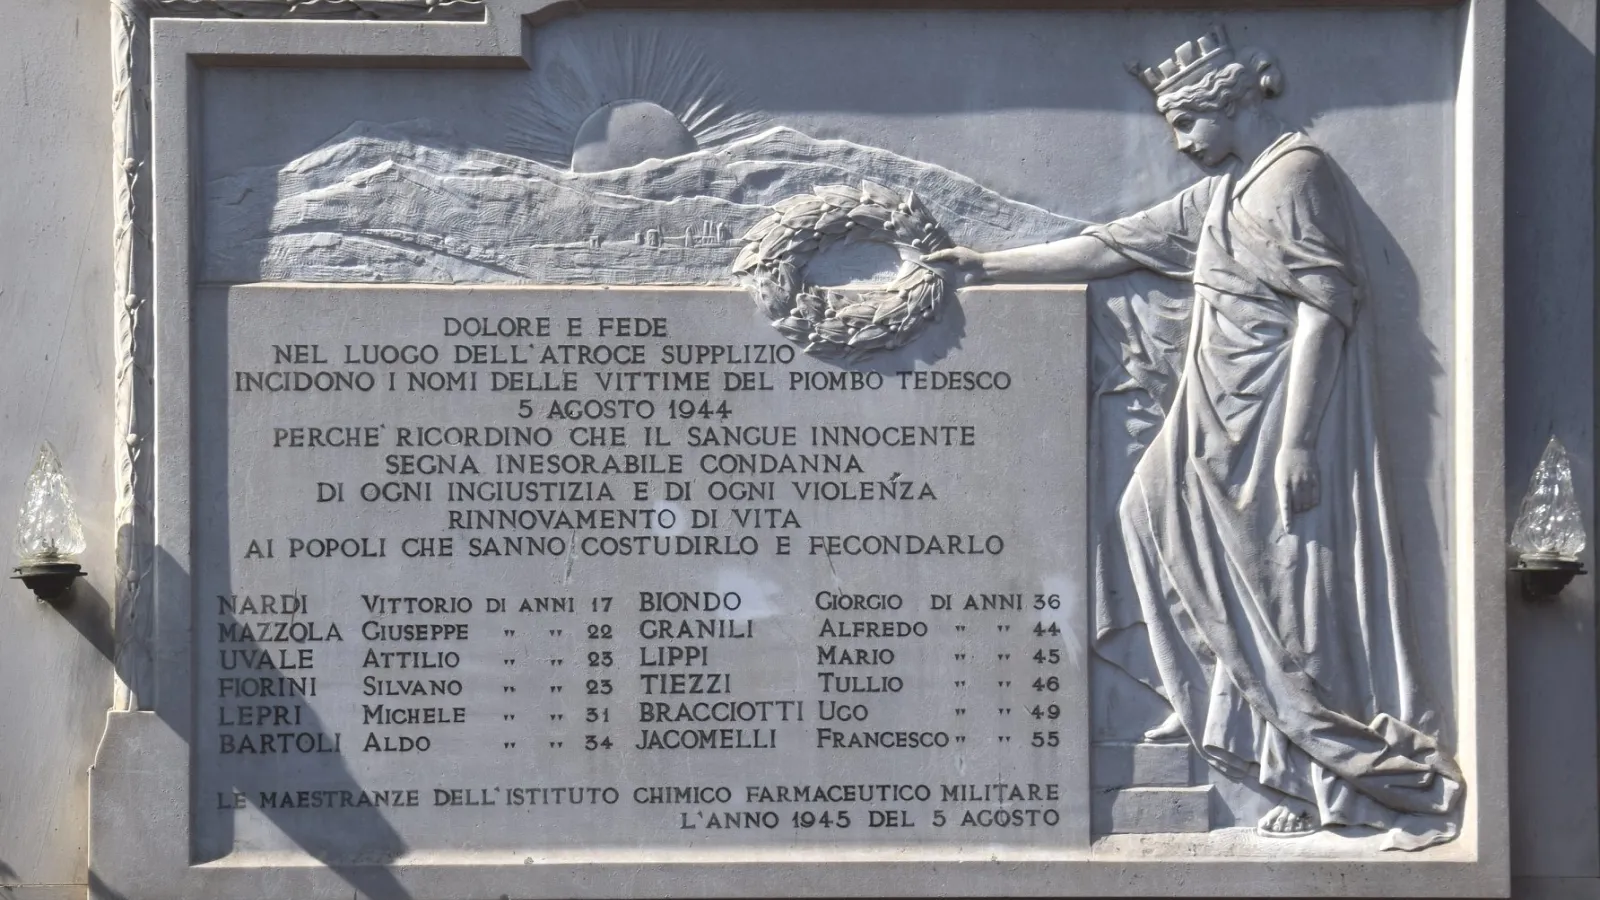 DOLORE E FEDE
NEL LUOGO DELL'ATROCE SUPPLIZIO
INCIDONO I NOMI DELLE VITTIME DEL PIOMBO TEDESCO
5 AGOSTO 1944
PERCHE' RICORDINO CHE IL SANGUE INNOCENTE
SEGNA INESORABILE CONDANNA
DI OGNI INGIUSTIZIA E DI OGNI VIOLENZA
RINNOVAMENTO DI VITA
AI POPOLI CHE SANNO COSTUDIRLO E FECONDARLO
NARDI VITTORIO DI ANNI 17 BIONDO GIORGIO DI ANNI 36
MAZZOLA GIUSEPPE " " 22 GRANILI ALFREDO " " 44
UVALE ATTILIO " " 23 LIPPI MARIO " " 45
FIORINI SILVANO " " 23 TIEZZI TULLIO " " 46
LEPRI MICHELE " " 31 BRACCIOTTI UGO " " 49
BARTOLI ALDO " " 34 JACOMELLI FRANCESCO " " 55
LE MAESTRANZE DELL'ISTITUTO CHIMICO FARMACEUTICO MILITARE
L'ANNO 1945 DEL 5 AGOSTO